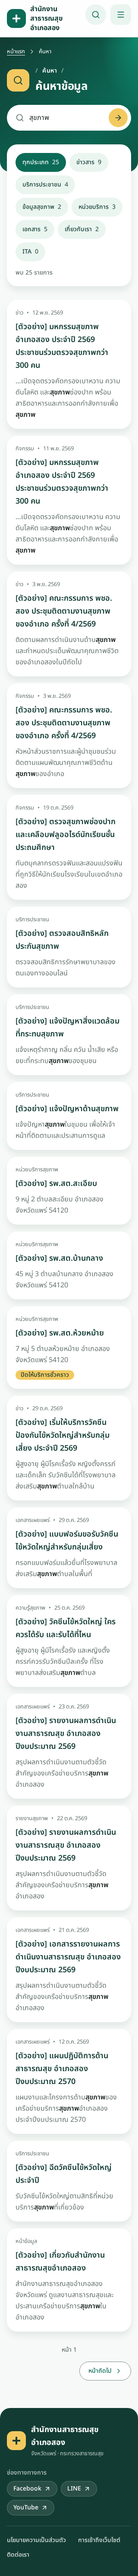 สำนักงาน
สาธารณสุข
อำเภอสอง
หน้าแรก > ค้นหา
/ ค้นหา /
ค้นหาข้อมูล
สุขภาพ
ทุกประเภท 25
ข่าวสาร 9
บริการประชาชน 4
ข้อมูลสุขภาพ 2
หน่วยบริการ 3
เอกสาร 5
เกี่ยวกับเรา 2
ITA 0
พบ 25 รายการ
ข่าว • 12 พ.ย. 2569
[ตัวอย่าง] มหกรรมสุขภาพ
อำเภอสอง ประจำปี 2569
ประชาชนร่วมตรวจสุขภาพกว่า
300 คน
…เปิดจุดตรวจคัดกรองเบาหวาน ความ
ดันโลหิต และสุขภาพช่องปาก พร้อม
สาธิตอาหารและการออกกำลังกายเพื่อ
สุขภาพ
กิจกรรม • 11 พ.ย. 2569
[ตัวอย่าง] มหกรรมสุขภาพ
อำเภอสอง ประจำปี 2569
ประชาชนร่วมตรวจสุขภาพกว่า
300 คน
…เปิดจุดตรวจคัดกรองเบาหวาน ความ
ดันโลหิต และสุขภาพช่องปาก พร้อม
สาธิตอาหารและการออกกำลังกายเพื่อ
สุขภาพ
ข่าว • 3 พ.ย. 2569
[ตัวอย่าง] คณะกรรมการ พชอ.
สอง ประชุมติดตามงานสุขภาพ
ของอำเภอ ครั้งที่ 4/2569
ติดตามผลการดำเนินงานด้านสุขภาพ
และกำหนดประเด็นพัฒนาคุณภาพชีวิต
ของอำเภอสองในปีถัดไป
กิจกรรม • 3 พ.ย. 2569
[ตัวอย่าง] คณะกรรมการ พชอ.
สอง ประชุมติดตามงานสุขภาพ
ของอำเภอ ครั้งที่ 4/2569
หัวหน้าส่วนราชการและผู้นำชุมชนร่วม
ติดตามแผนพัฒนาคุณภาพชีวิตด้าน
สุขภาพของอำเภอ
กิจกรรม • 19 ต.ค. 2569
[ตัวอย่าง] ตรวจสุขภาพช่องปาก
และเคลือบฟลูออไรด์นักเรียนชั้น
ประถมศึกษา
ทันตบุคลากรตรวจฟันและสอนแปรงฟัน
ที่ถูกวิธีให้นักเรียนโรงเรียนในเขตอำเภอ
สอง
บริการประชาชน
[ตัวอย่าง] ตรวจสอบสิทธิหลัก
ประกันสุขภาพ
ตรวจสอบสิทธิการรักษาพยาบาลของ
ตนเองทางออนไลน์
บริการประชาชน
[ตัวอย่าง] แจ้งปัญหาสิ่งแวดล้อม
ที่กระทบสุขภาพ
แจ้งเหตุรำคาญ กลิ่น ควัน น้ำเสีย หรือ
ขยะที่กระทบสุขภาพของชุมชน
บริการประชาชน
[ตัวอย่าง] แจ้งปัญหาด้านสุขภาพ
แจ้งปัญหาสุขภาพในชุมชน เพื่อให้เจ้า
หน้าที่ติดตามและประสานการดูแล
หน่วยบริการสุขภาพ
[ตัวอย่าง] รพ.สต.สะเอียบ
9 หมู่ 2 ตำบลสะเอียบ อำเภอสอง
จังหวัดแพร่ 54120
หน่วยบริการสุขภาพ
[ตัวอย่าง] รพ.สต.บ้านกลาง
45 หมู่ 3 ตำบลบ้านกลาง อำเภอสอง
จังหวัดแพร่ 54120
หน่วยบริการสุขภาพ
[ตัวอย่าง] รพ.สต.ห้วยหม้าย
7 หมู่ 5 ตำบลห้วยหม้าย อำเภอสอง
จังหวัดแพร่ 54120
ปิดให้บริการชั่วคราว
ข่าว • 29 ต.ค. 2569
[ตัวอย่าง] เริ่มให้บริการวัคซีน
ป้องกันไข้หวัดใหญ่สำหรับกลุ่ม
เสี่ยง ประจำปี 2569
ผู้สูงอายุ ผู้มีโรคเรื้อรัง หญิงตั้งครรภ์
และเด็กเล็ก รับวัคซีนได้ที่โรงพยาบาล
ส่งเสริมสุขภาพตำบลใกล้บ้าน
เอกสารเผยแพร่ • 29 ต.ค. 2569
[ตัวอย่าง] แบบฟอร์มขอรับวัคซีน
ไข้หวัดใหญ่สำหรับกลุ่มเสี่ยง
กรอกแบบฟอร์มแล้วยื่นที่โรงพยาบาล
ส่งเสริมสุขภาพตำบลในพื้นที่
ความรู้สุขภาพ • 25 ต.ค. 2569
[ตัวอย่าง] วัคซีนไข้หวัดใหญ่ ใคร
ควรได้รับ และรับได้ที่ไหน
ผู้สูงอายุ ผู้มีโรคเรื้อรัง และหญิงตั้ง
ครรภ์ควรรับวัคซีนปีละครั้ง ที่โรง
พยาบาลส่งเสริมสุขภาพตำบล
เอกสารเผยแพร่ • 23 ต.ค. 2569
[ตัวอย่าง] รายงานผลการดำเนิน
งานสาธารณสุข อำเภอสอง
ปีงบประมาณ 2569
สรุปผลการดำเนินงานตามตัวชี้วัด
สำคัญของเครือข่ายบริการสุขภาพ
อำเภอสอง
รายงานสุขภาพ • 22 ต.ค. 2569
[ตัวอย่าง] รายงานผลการดำเนิน
งานสาธารณสุข อำเภอสอง
ปีงบประมาณ 2569
สรุปผลการดำเนินงานตามตัวชี้วัด
สำคัญของเครือข่ายบริการสุขภาพ
อำเภอสอง
เอกสารเผยแพร่ • 21 ต.ค. 2569
[ตัวอย่าง] เอกสารรายงานผลการ
ดำเนินงานสาธารณสุข อำเภอสอง
ปีงบประมาณ 2569
สรุปผลการดำเนินงานตามตัวชี้วัด
สำคัญของเครือข่ายบริการสุขภาพ
อำเภอสอง
เอกสารเผยแพร่ • 12 ต.ค. 2569
[ตัวอย่าง] แผนปฏิบัติการด้าน
สาธารณสุข อำเภอสอง
ปีงบประมาณ 2570
แผนงานและโครงการด้านสุขภาพของ
เครือข่ายบริการสุขภาพอำเภอสอง
ประจำปีงบประมาณ 2570
บริการประชาชน
[ตัวอย่าง] ฉีดวัคซีนไข้หวัดใหญ่
ประจำปี
รับวัคซีนไข้หวัดใหญ่ตามสิทธิที่หน่วย
บริการสุขภาพที่เกี่ยวข้อง
หน้าข้อมูล
[ตัวอย่าง] เกี่ยวกับสำนักงาน
สาธารณสุขอำเภอสอง
สำนักงานสาธารณสุขอำเภอสอง
จังหวัดแพร่ ดูแลงานสาธารณสุขและ
ประสานเครือข่ายบริการสุขภาพใน
อำเภอสอง
หน้า 1
หน้าถัดไป >
สำนักงานสาธารณสุข
อำเภอสอง
จังหวัดแพร่ · กระทรวงสาธารณสุข
ช่องทางทางการ
Facebook
LINE
YouTube
นโยบายความเป็นส่วนตัว
การเข้าถึงเว็บไซต์
ติดต่อเรา